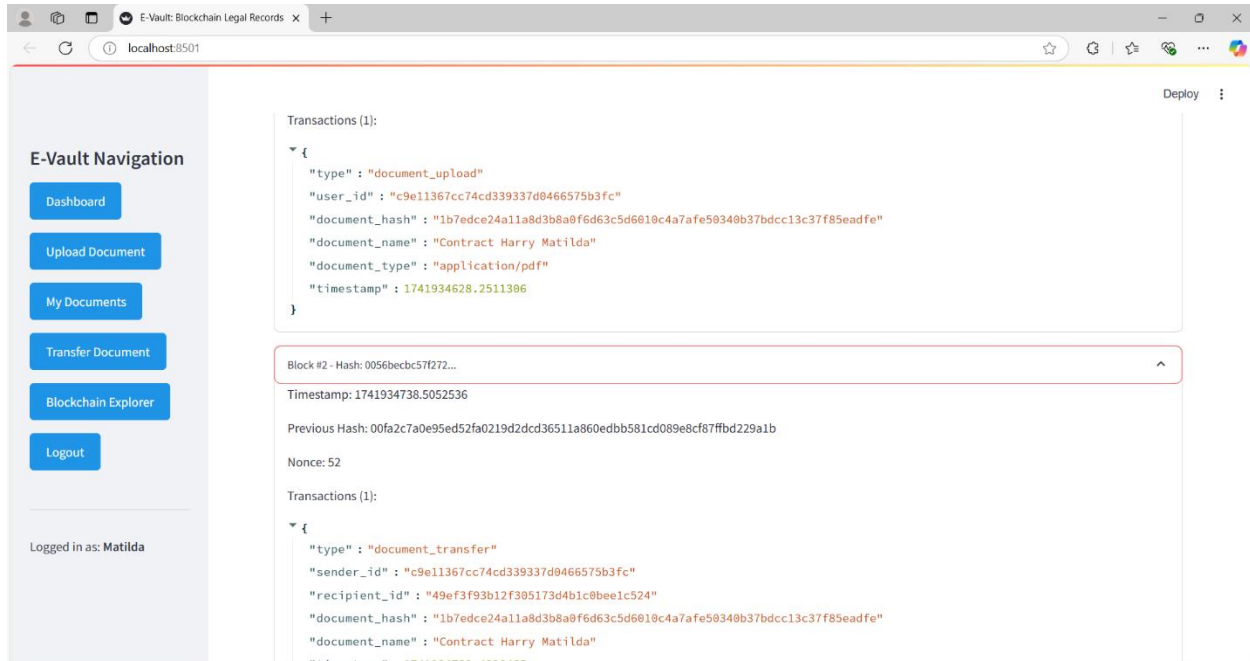 E-Vault: Blockchain Legal Records
localhost:8501
Deploy
E-Vault Navigation
Dashboard
Upload Document
My Documents
Transfer Document
Blockchain Explorer
Logout
Logged in as: Matilda
Transactions (1):
{
"type" : "document_upload"
"user_id" : "c9e11367cc74cd339337d0466575b3fc"
"document_hash" : "1b7edce24a11a8d3b8a0f6d63c5d6010c4a7afe50340b37bdcc13c37f85eadfe"
"document_name" : "Contract Harry Matilda"
"document_type" : "application/pdf"
"timestamp" : 1741934628.2511306
}
Block #2 - Hash: 0056becbc57f272...
Timestamp: 1741934738.5052536
Previous Hash: 00fa2c7a0e95ed52fa0219d2dcd36511a860edbb581cd089e8cf87ffbd229a1b
Nonce: 52
Transactions (1):
{
"type" : "document_transfer"
"sender_id" : "c9e11367cc74cd339337d0466575b3fc"
"recipient_id" : "49ef3f93b12f305173d4b1c0bee1c524"
"document_hash" : "1b7edce24a11a8d3b8a0f6d63c5d6010c4a7afe50340b37bdcc13c37f85eadfe"
"document_name" : "Contract Harry Matilda"